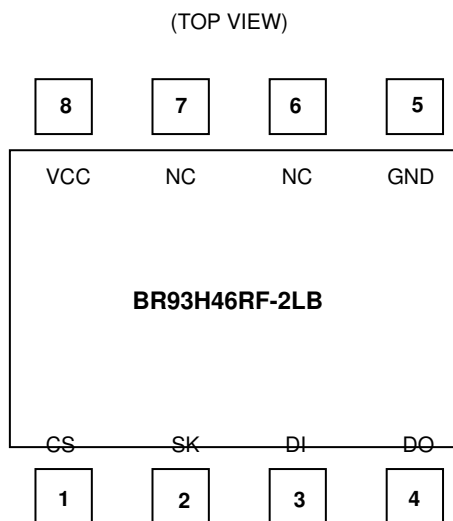 (TOP VIEW)
8 7 6 5
VCC NC NC GND
BR93H46RF-2LB
CS SK DI DO
1 2 3 4